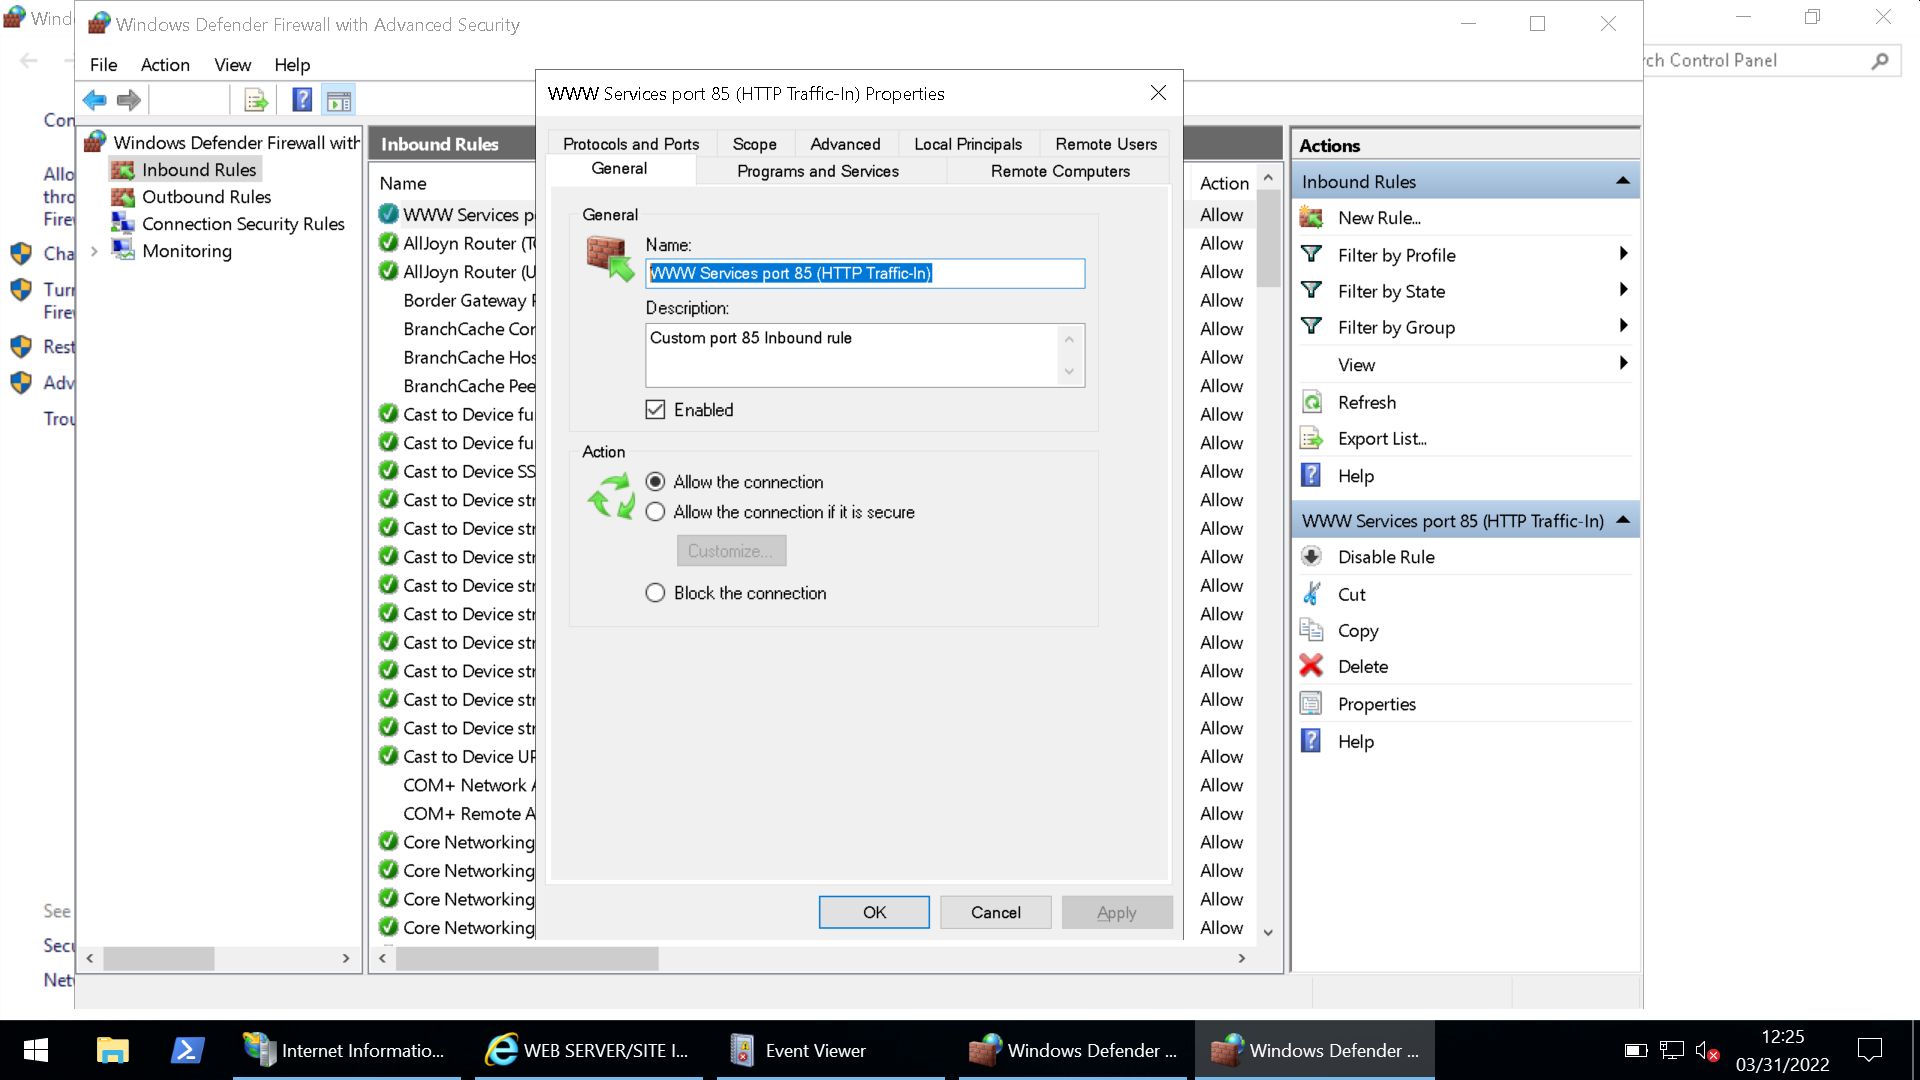 Wind
Windows Defender Firewall with Advanced Security
File Action View Help
rch Control Panel
Con
Allo
thro
Fire
Cha
Turr
Fire
Rest
Adv
Trou
See
Secu
Netw
Windows Defender Firewall with
Inbound Rules
Outbound Rules
Connection Security Rules
Monitoring
Inbound Rules
Name
Action
WWW Services p
Allow
AllJoyn Router (TC
Allow
AllJoyn Router (U
Allow
Border Gateway P
Allow
BranchCache Con
Allow
BranchCache Hos
Allow
BranchCache Pee
Allow
Cast to Device fu
Allow
Cast to Device fu
Allow
Cast to Device SS
Allow
Cast to Device str
Allow
Cast to Device str
Allow
Cast to Device str
Allow
Cast to Device str
Allow
Cast to Device str
Allow
Cast to Device str
Allow
Cast to Device str
Allow
Cast to Device str
Allow
Cast to Device str
Allow
Cast to Device UP
Allow
COM+ Network A
Allow
COM+ Remote A
Allow
Core Networking
Allow
Core Networking
Allow
Core Networking
Allow
Core Networking
Allow
WWW Services port 85 (HTTP Traffic-In) Properties
Protocols and Ports Scope Advanced Local Principals Remote Users
General Programs and Services Remote Computers
General
Name:
WWW Services port 85 (HTTP Traffic-In)
Description:
Custom port 85 Inbound rule
Enabled
Action
Allow the connection
Allow the connection if it is secure
Customize...
Block the connection
OK Cancel Apply
Actions
Inbound Rules
New Rule...
Filter by Profile
Filter by State
Filter by Group
View
Refresh
Export List...
Help
WWW Services port 85 (HTTP Traffic-In)
Disable Rule
Cut
Copy
Delete
Properties
Help
Internet Informatio...
WEB SERVER/SITE I...
Event Viewer
Windows Defender ...
Windows Defender ...
12:25
03/31/2022